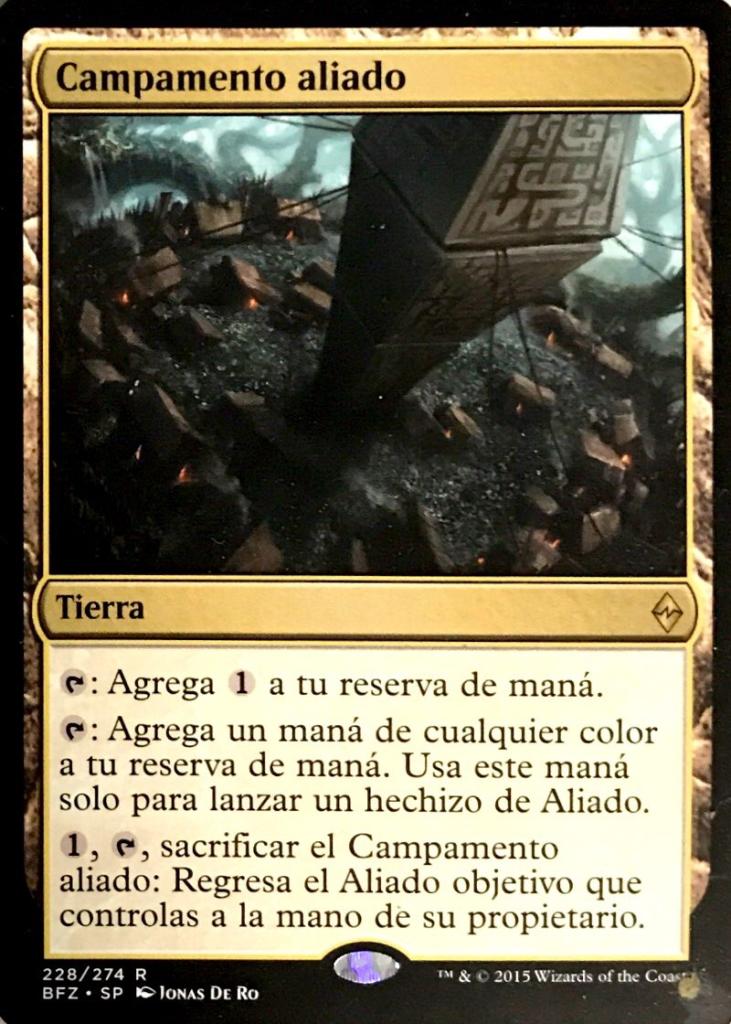 Campamento aliado
Tierra
: Agrega 1 a tu reserva de maná.
: Agrega un maná de cualquier color
a tu reserva de maná. Usa este maná
solo para lanzar un hechizo de Aliado.
1, , sacrificar el Campamento
aliado: Regresa el Aliado objetivo que
controlas a la mano de su propietario.
228/274 R
BFZ • SP Jonas De Ro
™ & © 2015 Wizards of the Coast